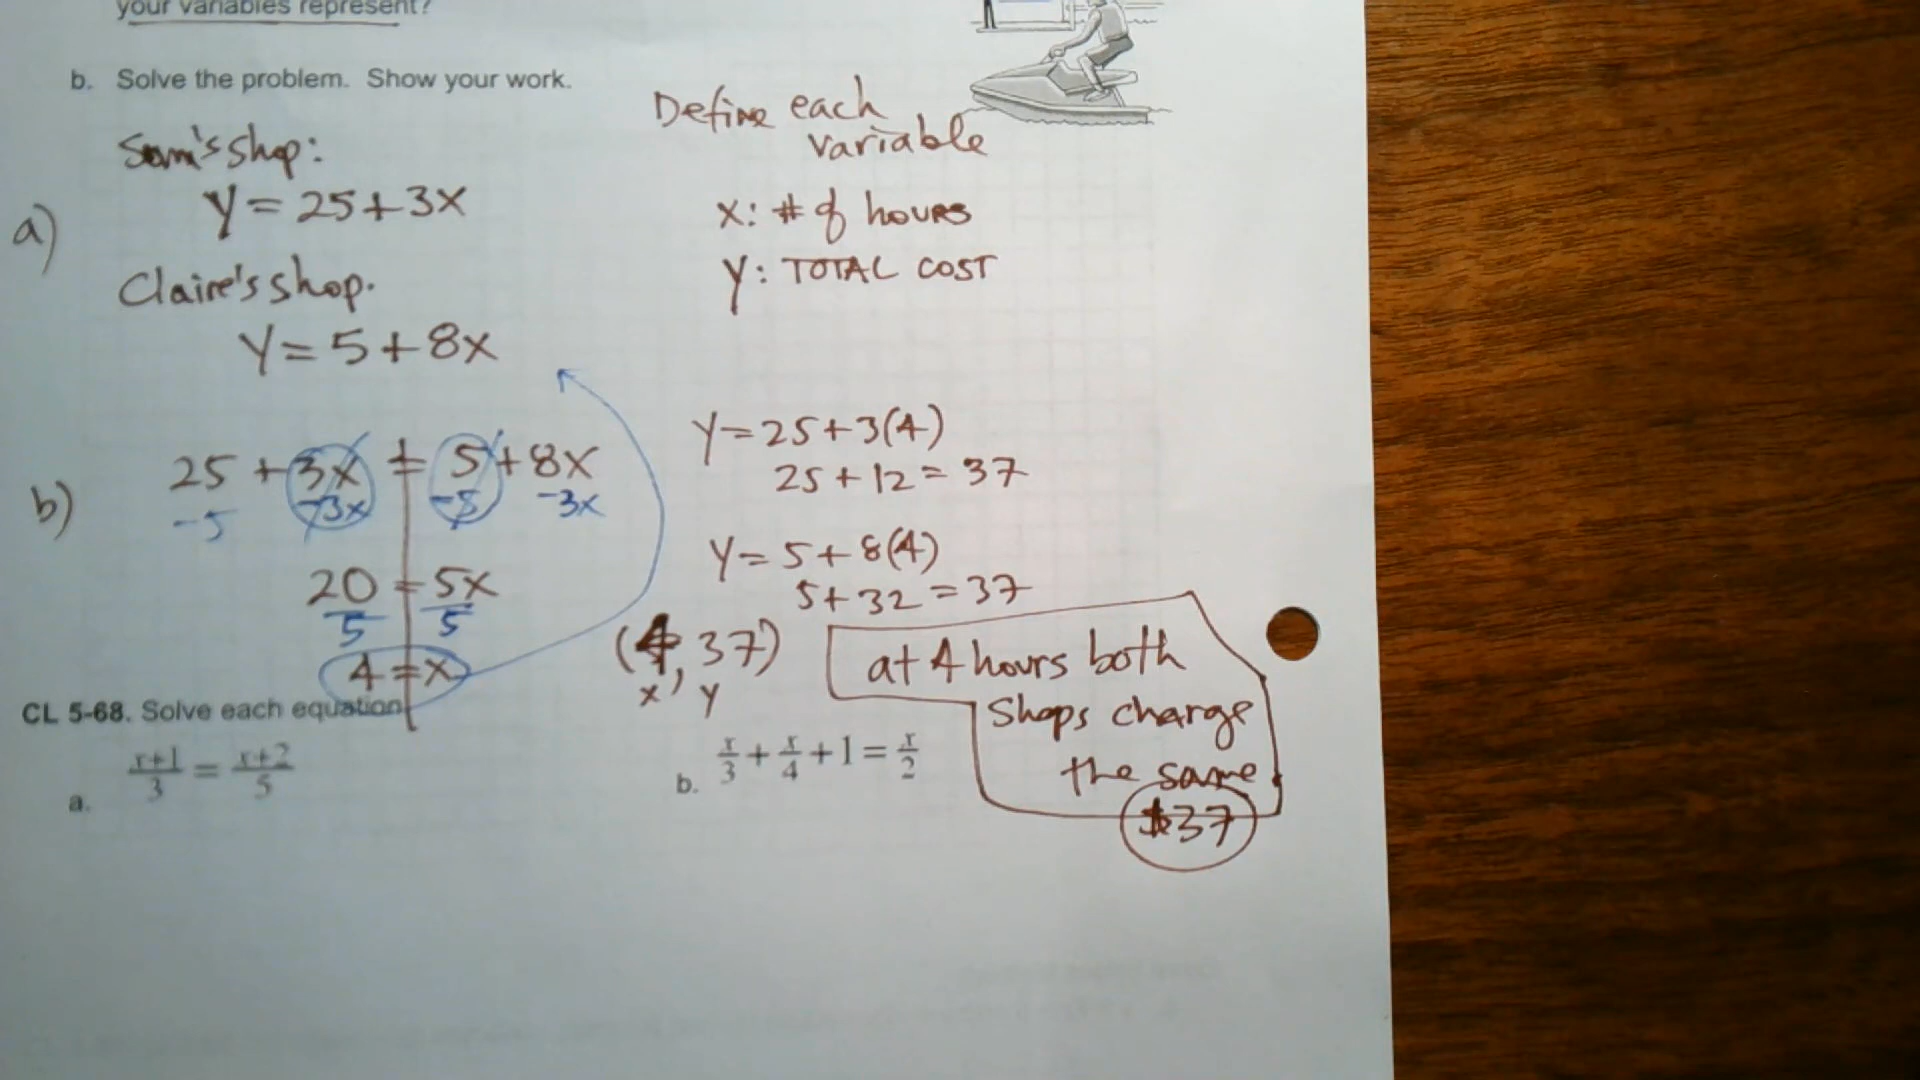 your variables represent?
b. Solve the problem. Show your work.
Define each
variable
Sam's shop:
y = 25 + 3x
x: # of hours
a)
Claire's shop.
y: TOTAL COST
y = 5 + 8x
y = 25 + 3(4)
25 + 12 = 37
b)
25 + 3x = 5 + 8x
-5 -3x -5 -3x
y = 5 + 8(4)
5 + 32 = 37
20 = 5x
5 5
(4, 37)
x, y
4 = x
at 4 hours both
shops charge
the same
$37
CL 5-68. Solve each equation.
a. x+1/3 = x+2/5
b. x/3 + x/4 + 1 = x/2